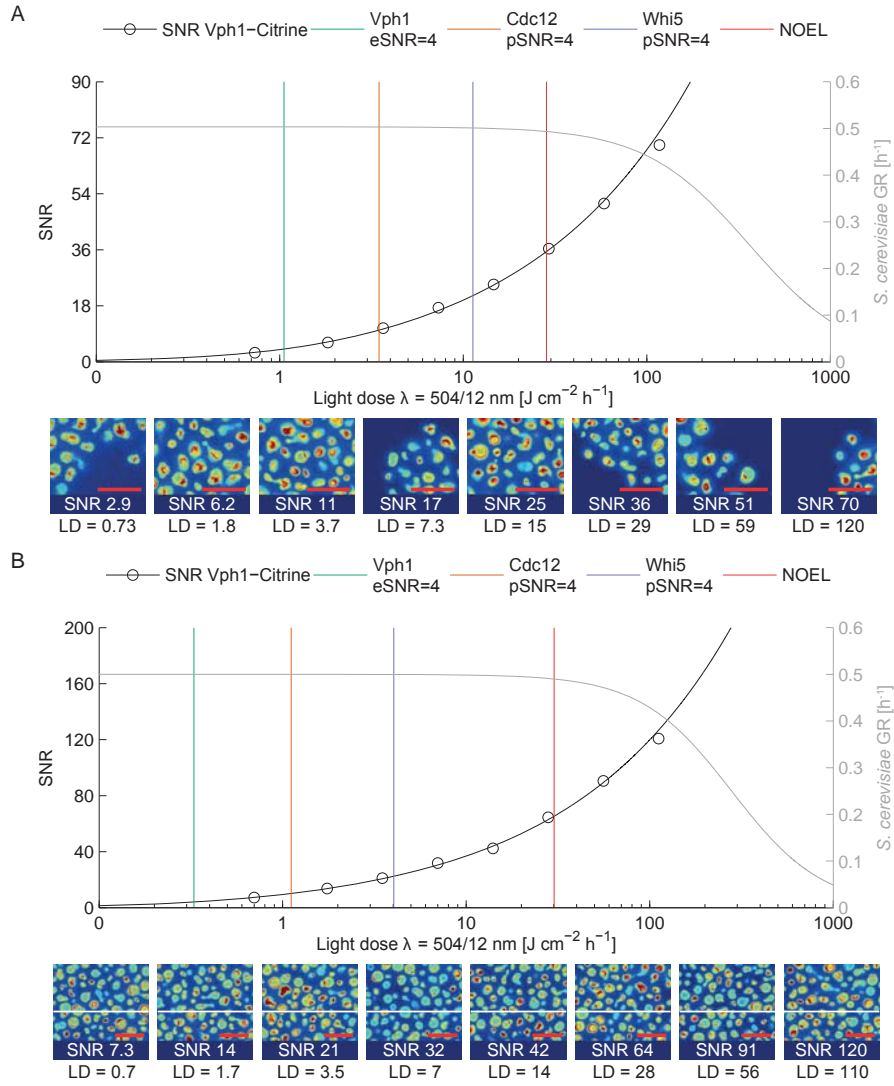 A
SNR Vph1−Citrine
Vph1
eSNR=4
Cdc12
pSNR=4
Whi5
pSNR=4
NOEL
90
72
54
36
18
0
SNR
0.6
0.5
0.4
0.3
0.2
0.1
0
S. cerevisiae GR [h⁻¹]
0 1 10 100 1000
Light dose λ = 504/12 nm [J cm⁻² h⁻¹]
SNR 2.9 SNR 6.2 SNR 11 SNR 17 SNR 25 SNR 36 SNR 51 SNR 70
LD = 0.73 LD = 1.8 LD = 3.7 LD = 7.3 LD = 15 LD = 29 LD = 59 LD = 120
B
SNR Vph1−Citrine
Vph1
eSNR=4
Cdc12
pSNR=4
Whi5
pSNR=4
NOEL
200
160
120
80
40
0
SNR
0.6
0.5
0.4
0.3
0.2
0.1
0
S. cerevisiae GR [h⁻¹]
0 1 10 100 1000
Light dose λ = 504/12 nm [J cm⁻² h⁻¹]
SNR 7.3 SNR 14 SNR 21 SNR 32 SNR 42 SNR 64 SNR 91 SNR 120
LD = 0.7 LD = 1.7 LD = 3.5 LD = 7 LD = 14 LD = 28 LD = 56 LD = 110